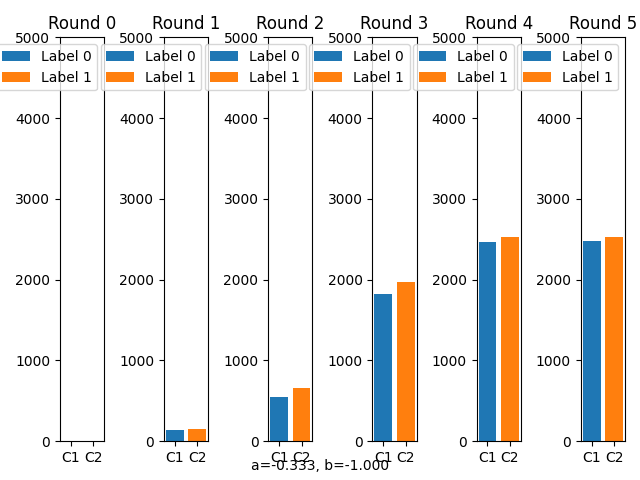 Round 0 Round 1 Round 2 Round 3 Round 4 Round 5
5000 5000 5000 5000 5000 5000
Label 0 Label 0 Label 0 Label 0 Label 0 Label 0
Label 1 Label 1 Label 1 Label 1 Label 1 Label 1
4000 4000 4000 4000 4000 4000
3000 3000 3000 3000 3000 3000
2000 2000 2000 2000 2000 2000
1000 1000 1000 1000 1000 1000
0 0 0 0 0 0
C1 C2 C1 C2 C1 C2 C1 C2 C1 C2 C1 C2
a=-0.333, b=-1.000